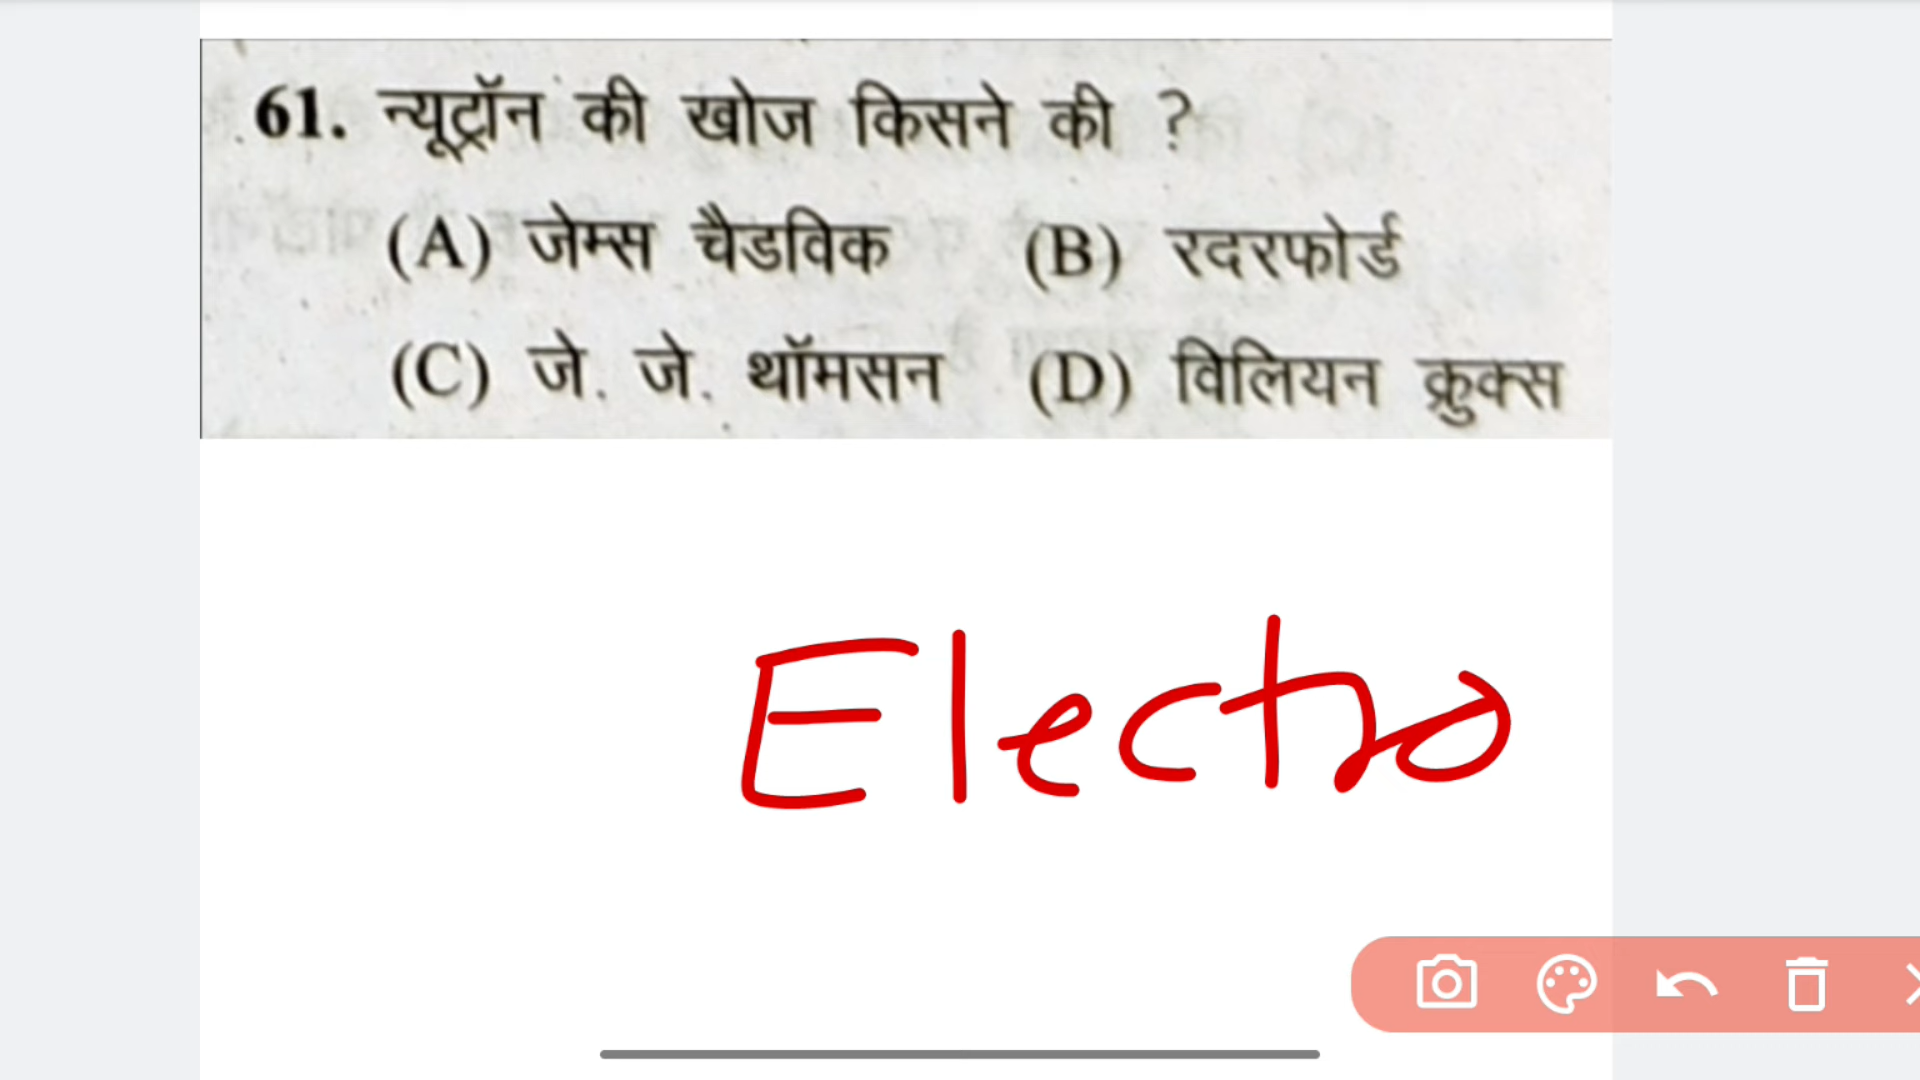 61. न्यूट्रॉन की खोज किसने की ?
(A) जेम्स चैडविक (B) रदरफोर्ड
(C) जे. जे. थॉमसन (D) विलियन क्रुक्स
Electro